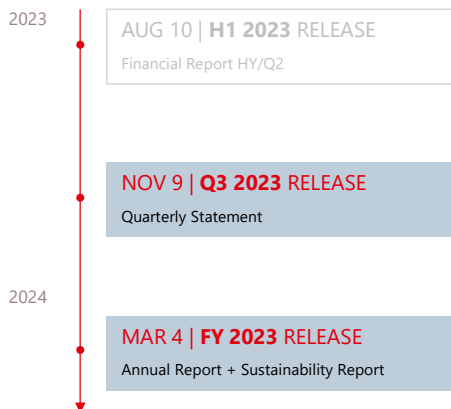 2023
AUG 10 | H1 2023 RELEASE
Financial Report HY/Q2
NOV 9 | Q3 2023 RELEASE
Quarterly Statement
2024
MAR 4 | FY 2023 RELEASE
Annual Report + Sustainability Report